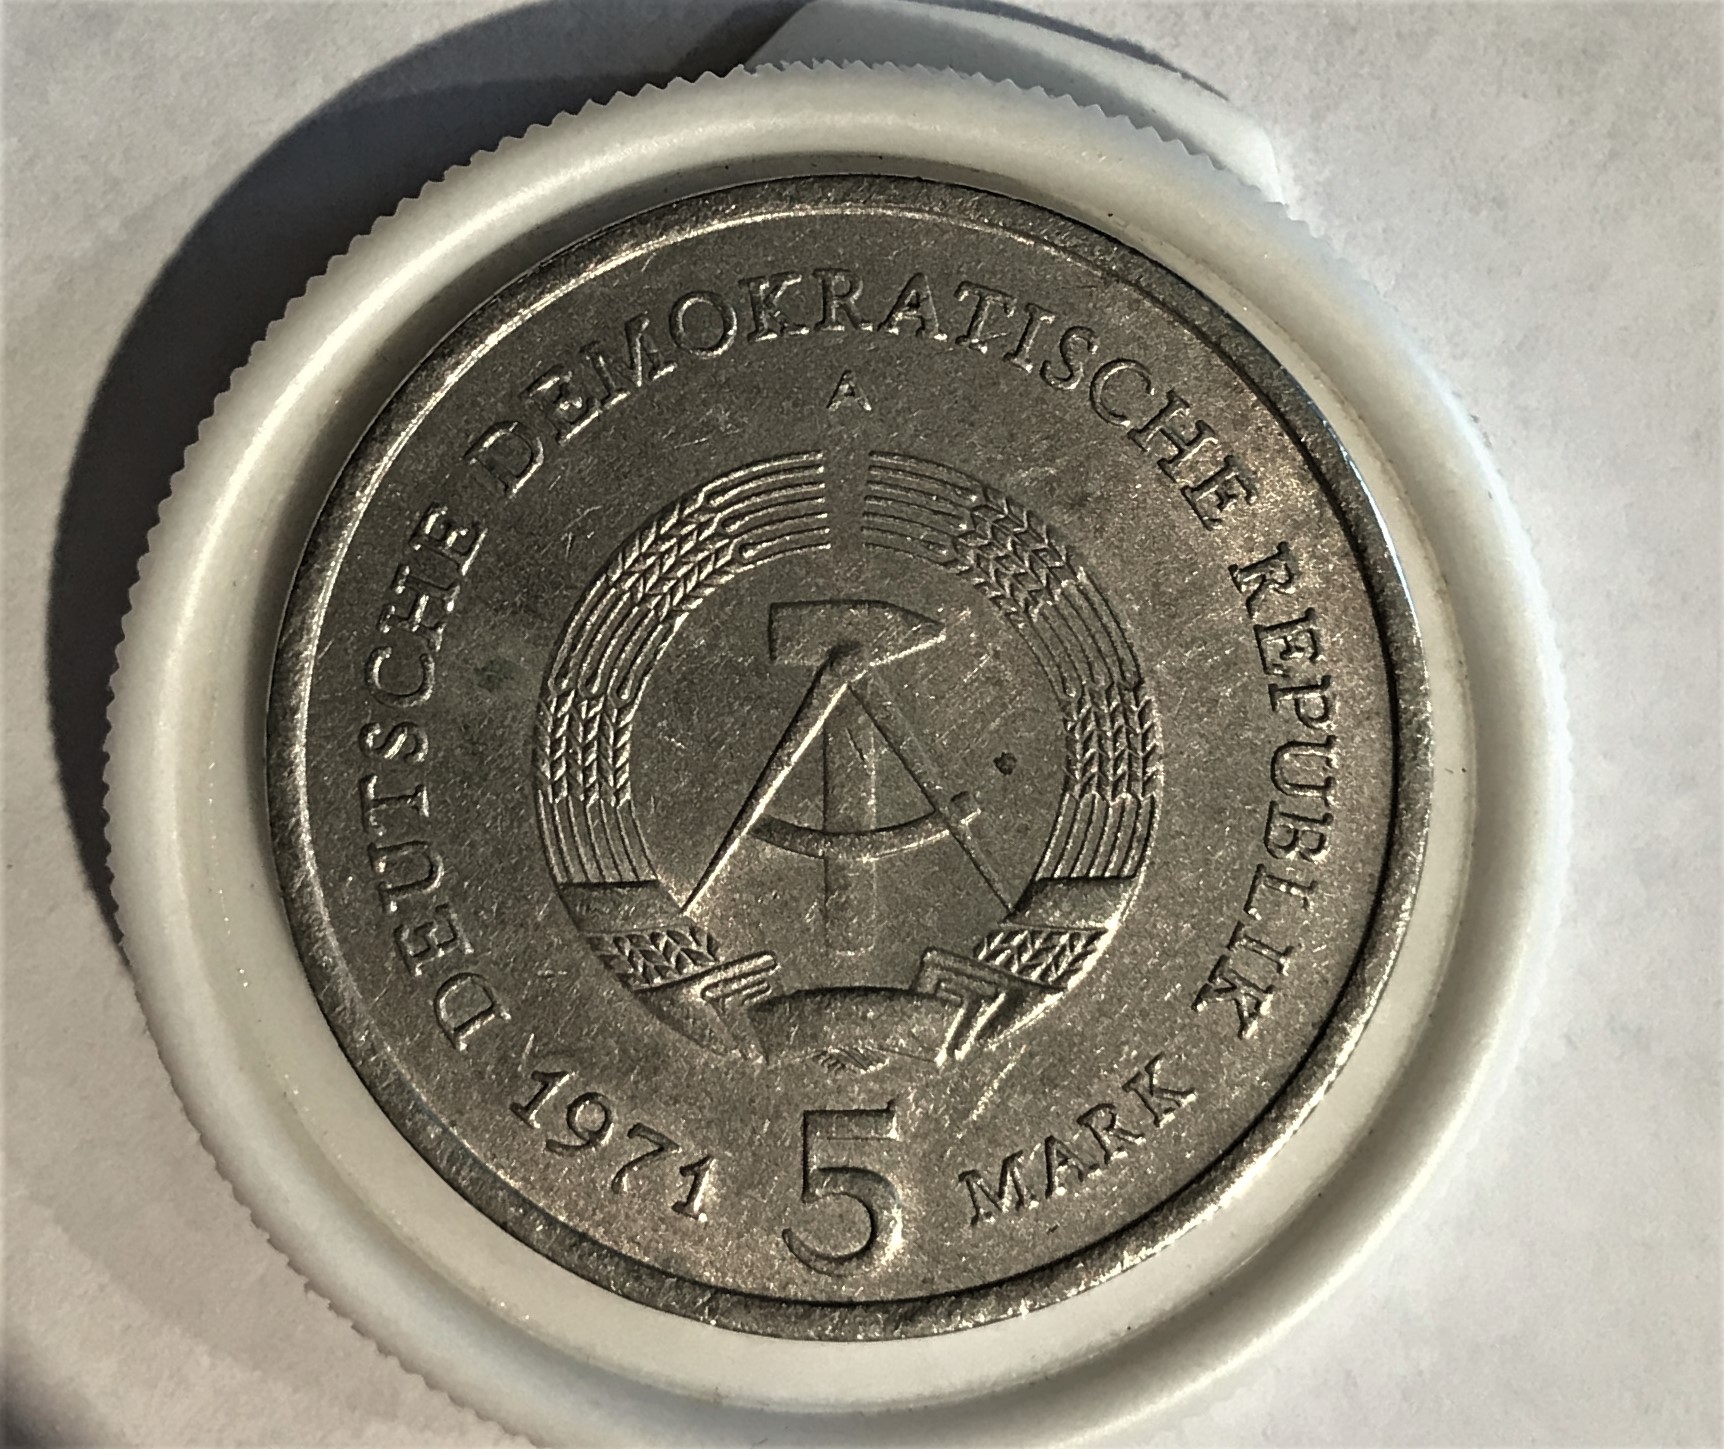 DEUTSCHE DEMOKRATISCHE REPUBLIK
A
1971 5 MARK